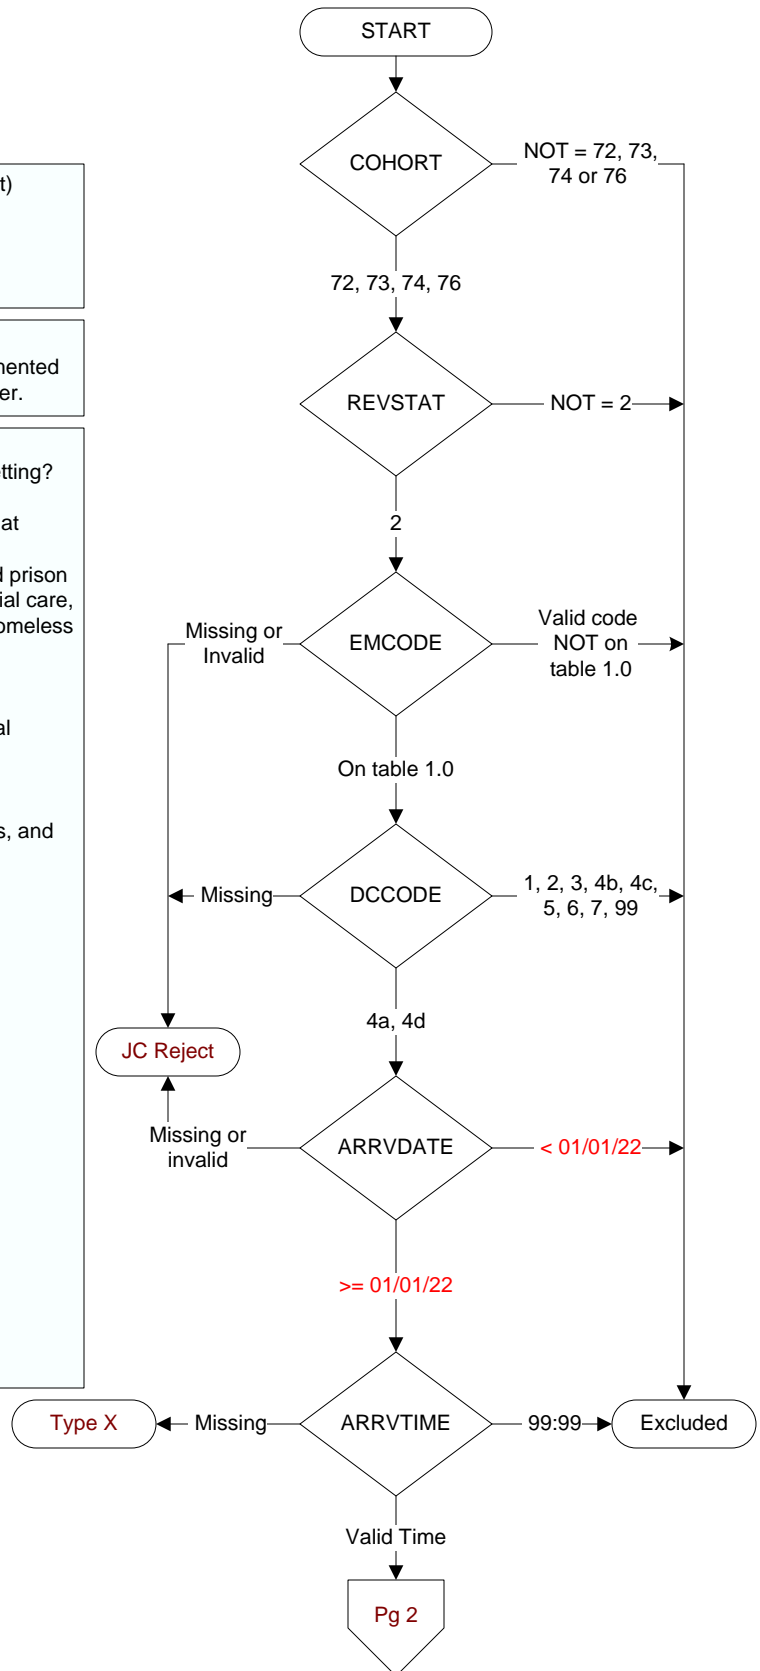 START
COHORT
NOT = 72, 73,
74 or 76
t)
72, 73, 74, 76
REVSTAT
NOT = 2
nented
er.
2
etting?
at
d prison
ial care,
omeless
Missing or
Invalid
EMCODE
Valid code
NOT on
table 1.0
al
On table 1.0
s, and
Missing
DCCODE
1, 2, 3, 4b, 4c,
5, 6, 7, 99
4a, 4d
JC Reject
Missing or
invalid
ARRVDATE
< 01/01/22
>= 01/01/22
Type X
Missing
ARRVTIME
99:99
Excluded
Valid Time
Pg 2